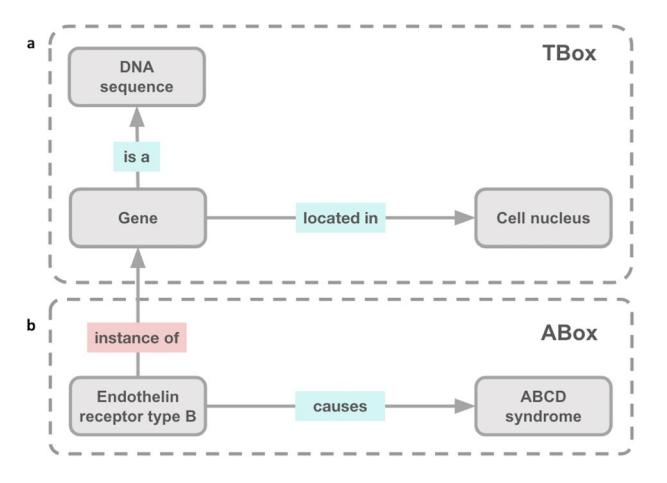 a
TBox
DNA
sequence
is a
Gene
located in
Cell nucleus
b
instance of
ABox
Endothelin
receptor type B
causes
ABCD
syndrome